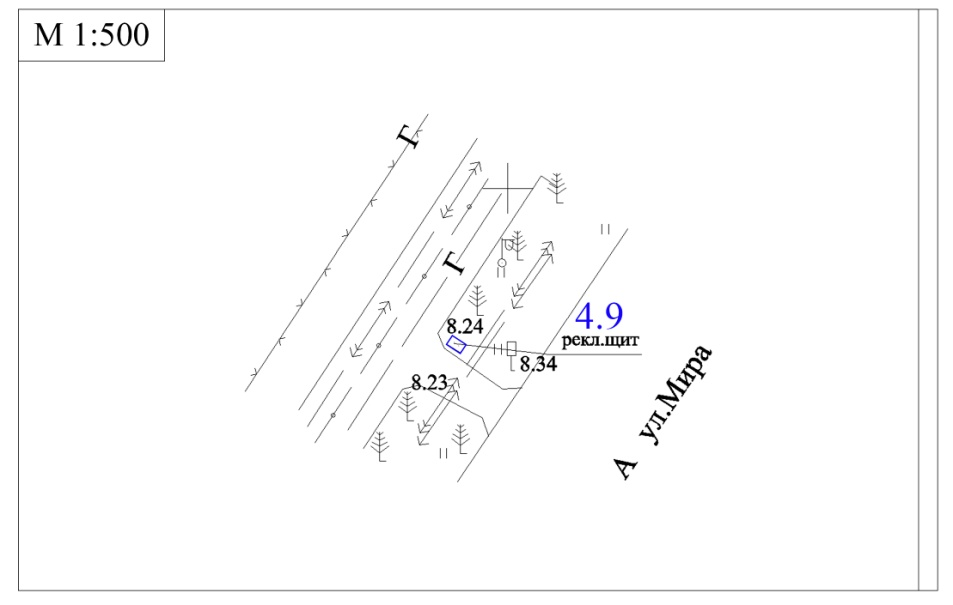 М 1:500
Г
Г
8.24
4.9
рекл.щит
8.34
8.23
А ул.Мира